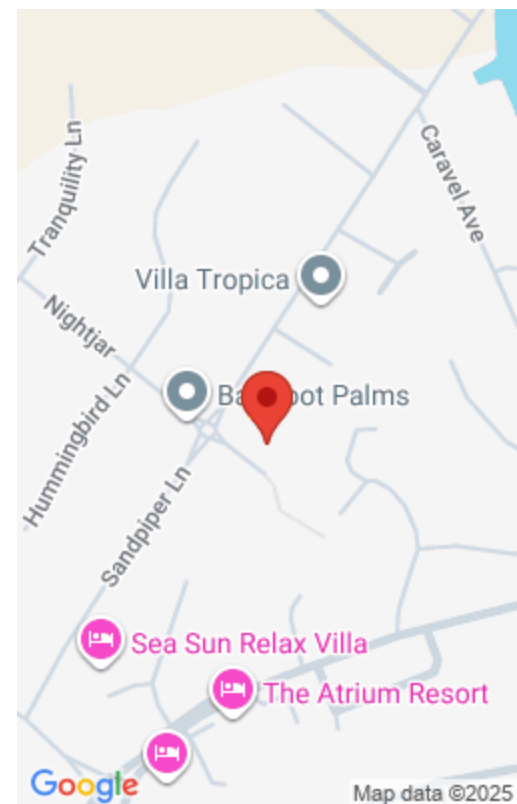 Tranquility Ln
Caravel Ave
Villa Tropica
Nightjar
Palms
Hummingbird Ln
Sandpiper Ln
Sea Sun Relax Villa
The Atrium Resort
Google
Map data ©2025